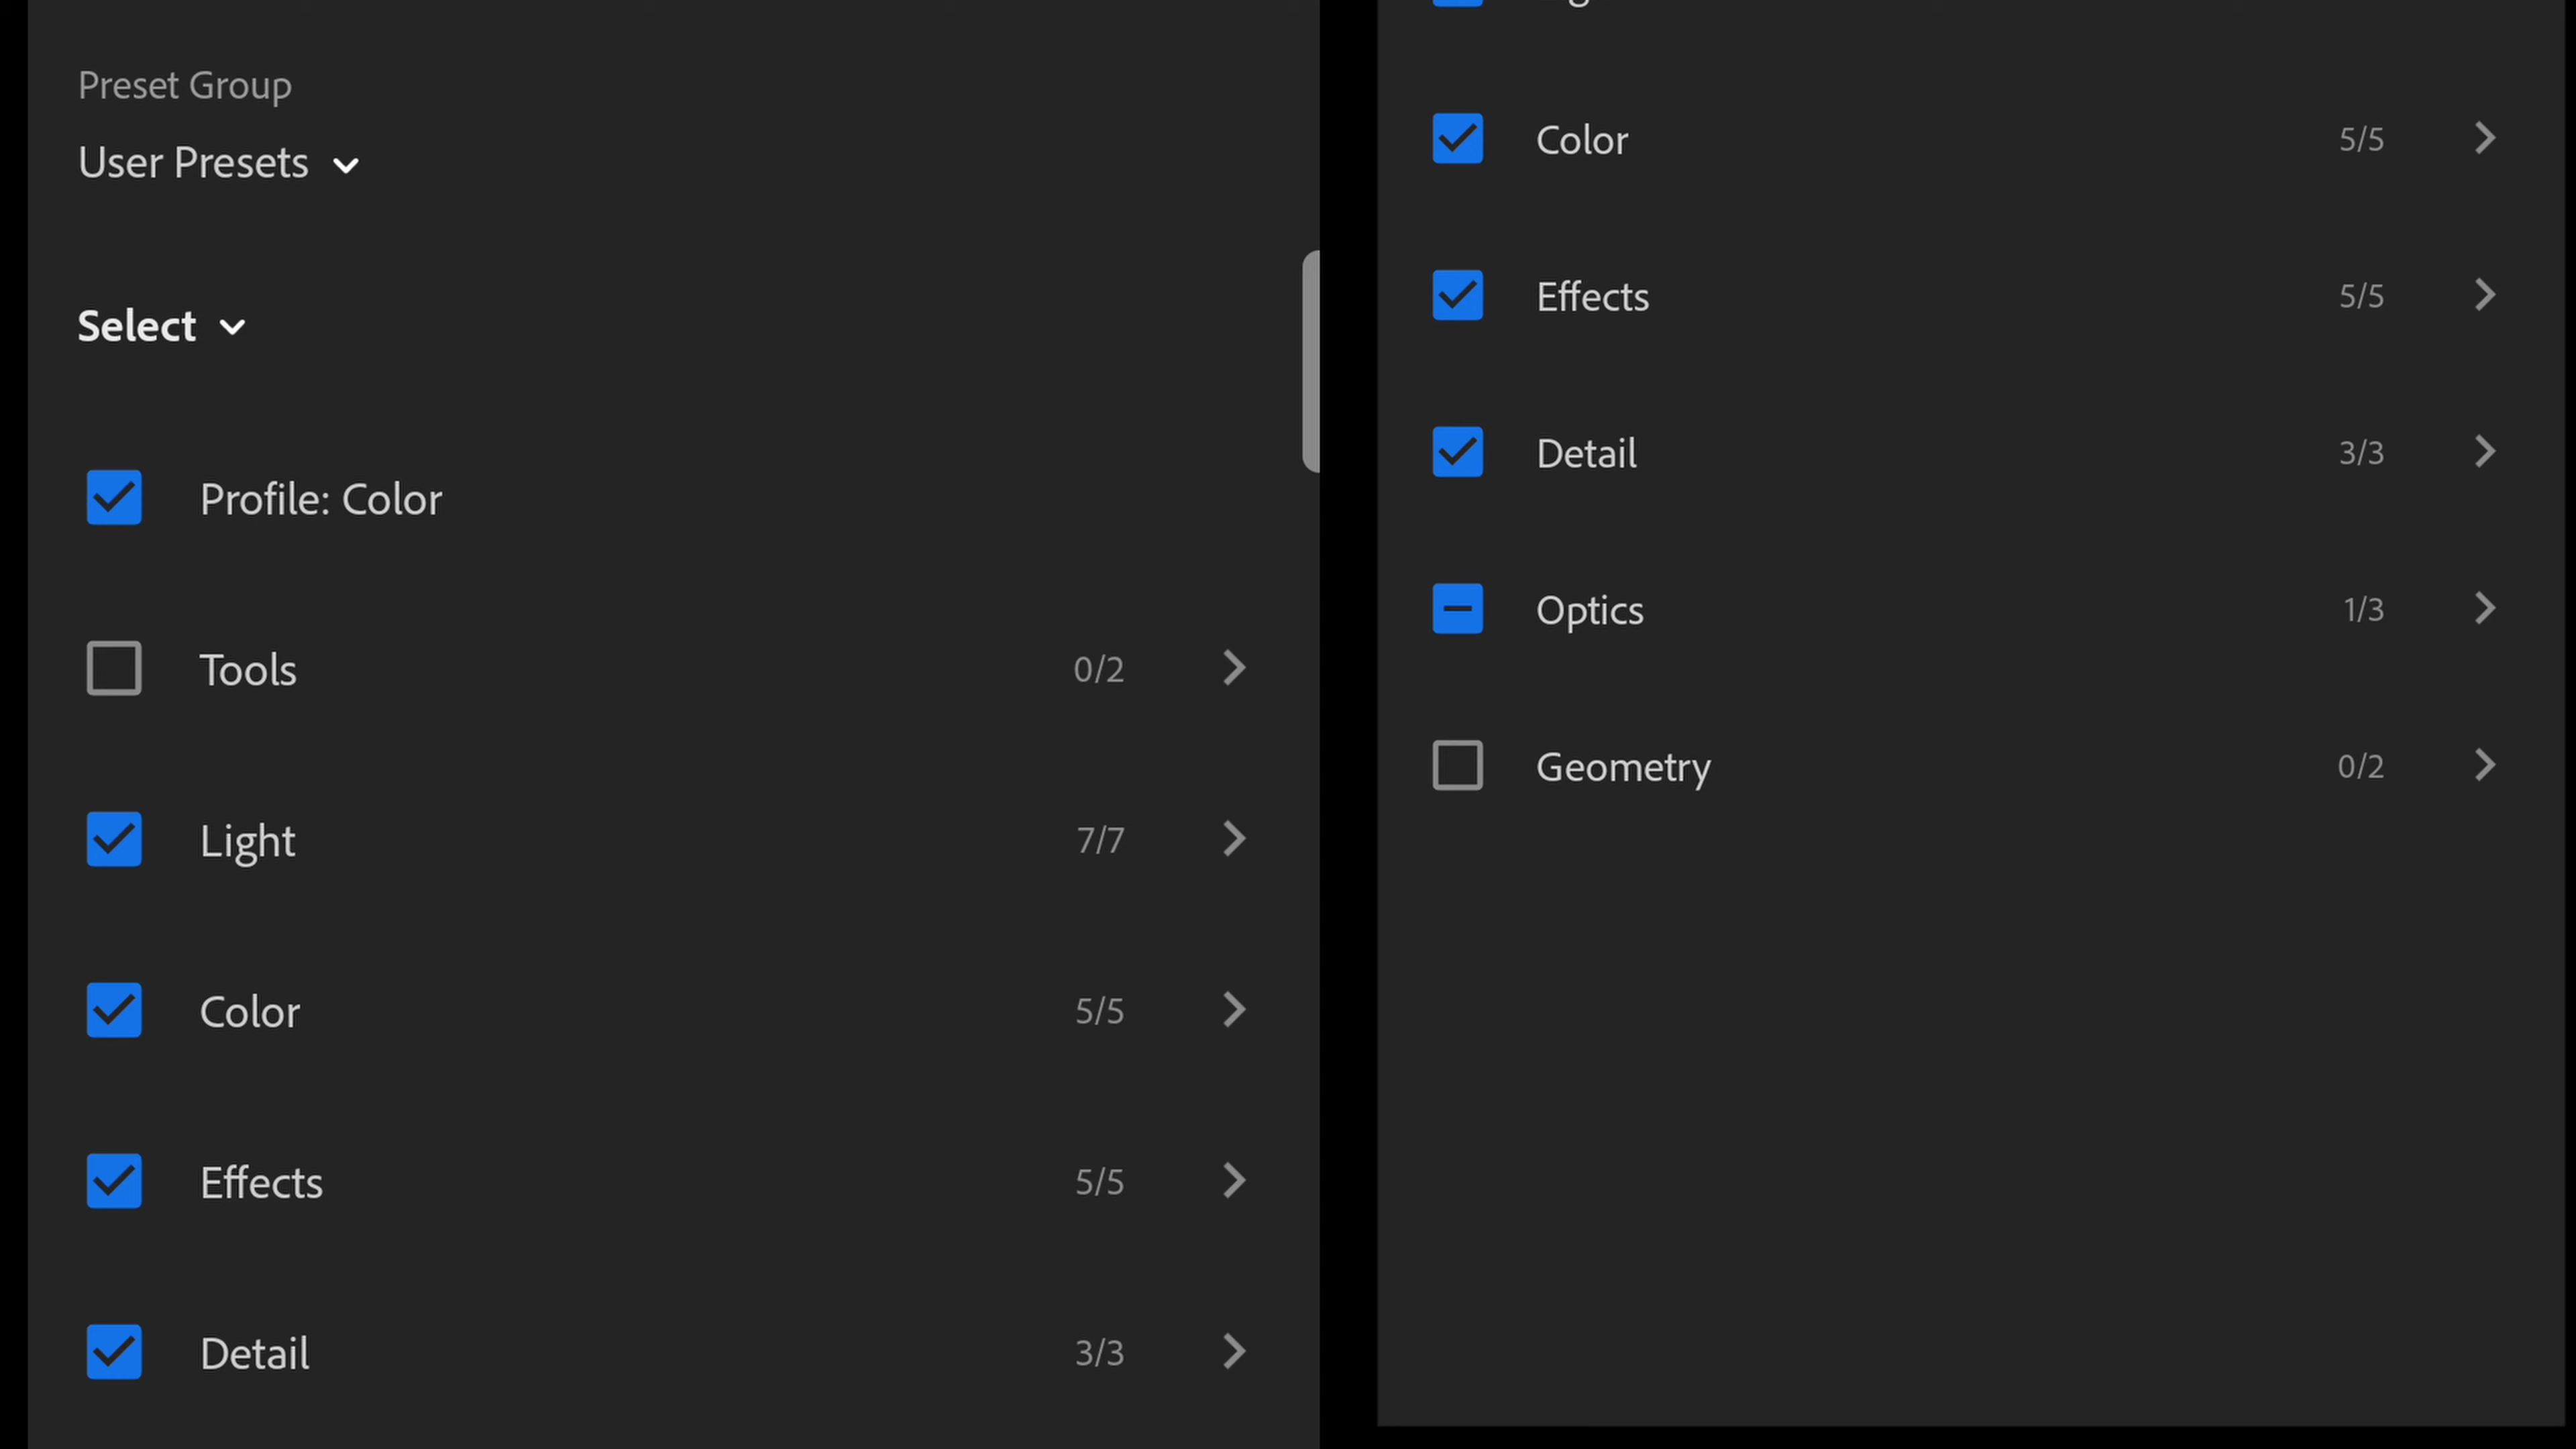 Preset Group
User Presets
Select
Profile: Color
Tools 0/2
Light 7/7
Color 5/5
Effects 5/5
Detail 3/3
Color 5/5
Effects 5/5
Detail 3/3
Optics 1/3
Geometry 0/2